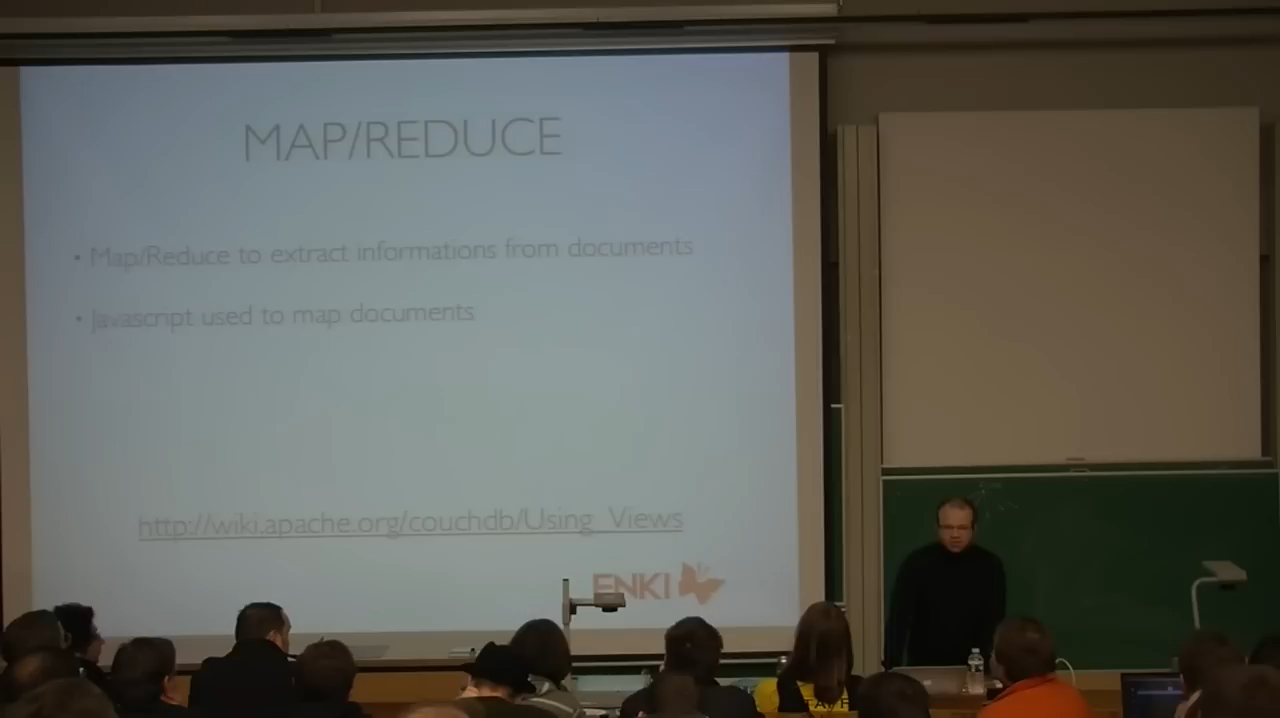 MAP/REDUCE
• Map/Reduce to extract informations from documents
• Javascript used to map documents
http://wiki.apache.org/couchdb/Using_Views
ENKI